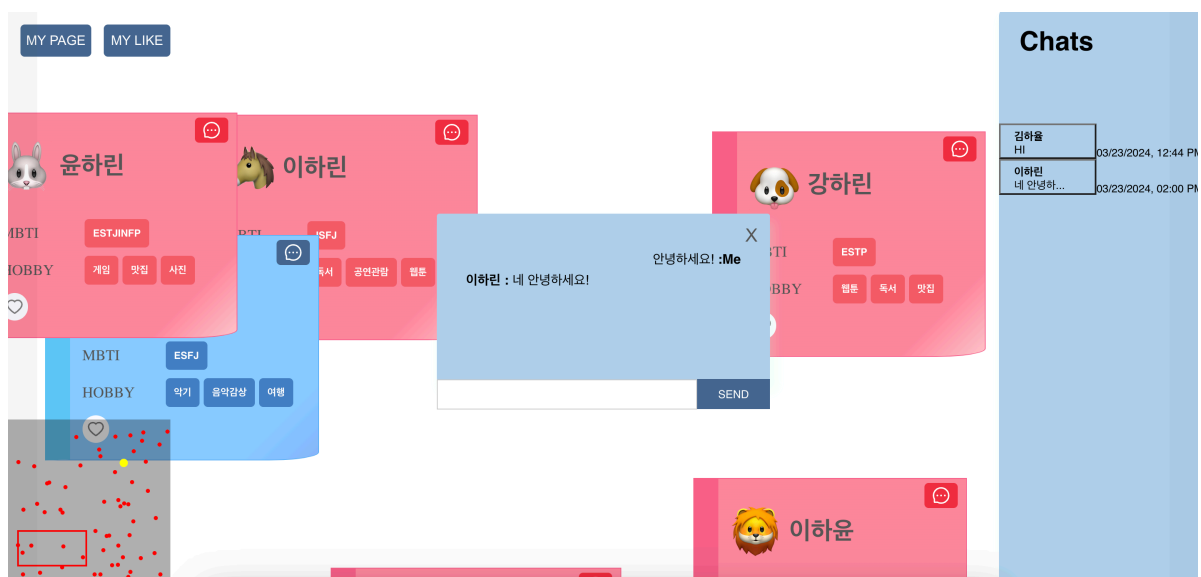 MY PAGE
MY LIKE
Chats
김하율
HI
03/23/2024, 12:44 PM
이하린
네 안녕하...
03/23/2024, 02:00 PM
윤하린
MBTI
ESTJINFP
HOBBY
게임 맛집 사진
이하린
MBTI
ISFJ
독서 공연관람 웹툰
강하린
MBTI
ESTP
HOBBY
웹툰 독서 맛집
X
안녕하세요! :Me
이하린 : 네 안녕하세요!
SEND
MBTI
ESFJ
HOBBY
악기 음악감상 여행
이하윤